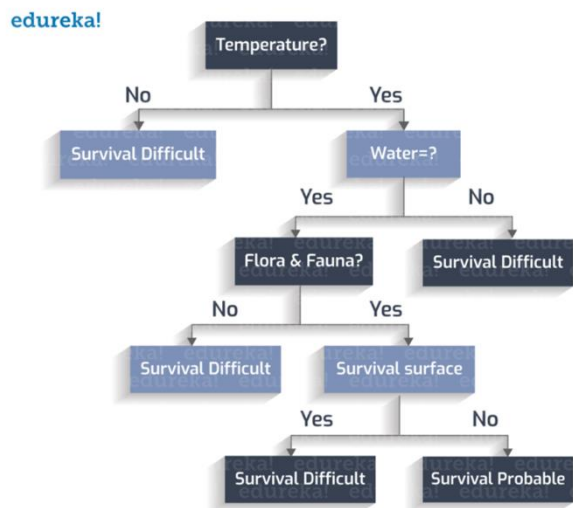 edureka!
Temperature?
No
Yes
Survival Difficult
Water=?
Yes
No
Flora & Fauna?
Survival Difficult
No
Yes
Survival Difficult
Survival surface
Yes
No
Survival Difficult
Survival Probable